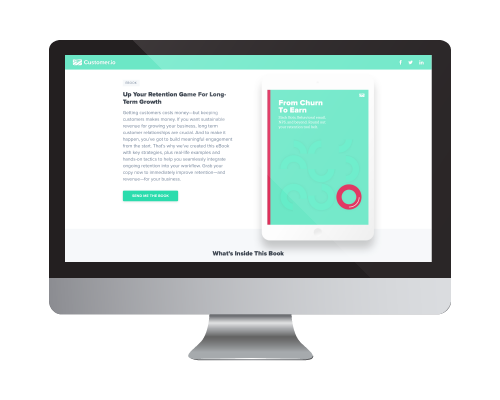 Customer.io
Up Your Retention Game For Long-
Term Growth
Getting customers costs money—but keeping
customers makes money. If you want sustainable
revenue for growing your business, long term
customer relationships are crucial. And to make it
happen, you've got to build meaningful engagement
from the start. That's why we've created this eBook
with key strategies, plus real-life examples and
hands-on tactics to help you seamlessly integrate
ongoing retention into your workflow. Grab your
copy now to immediately improve retention—and
revenue—for your business.
SEND ME THE BOOK
From Churn
To Earn
What's Inside This Book